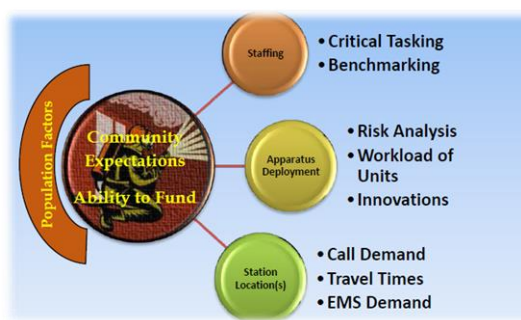 Population Factors
Community
Expectations
Ability to Fund
Staffing
• Critical Tasking
• Benchmarking
Apparatus
Deployment
• Risk Analysis
• Workload of
Units
• Innovations
Station
Location(s)
• Call Demand
• Travel Times
• EMS Demand